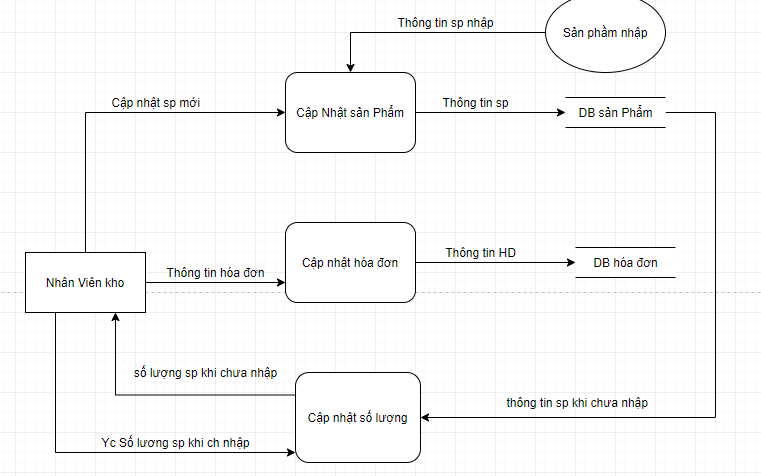 Thông tin sp nhập
Sản phầm nhập
Cập nhật sp mới
Cập Nhật sản Phẩm
Thông tin sp
DB sản Phẩm
Cập nhật hóa đơn
Thông tin HD
DB hóa đơn
Nhân Viên kho
Thông tin hóa đơn
số lượng sp khi chưa nhập
Cập nhật số lượng
thông tin sp khi chưa nhập
Yc Số lương sp khi ch nhập